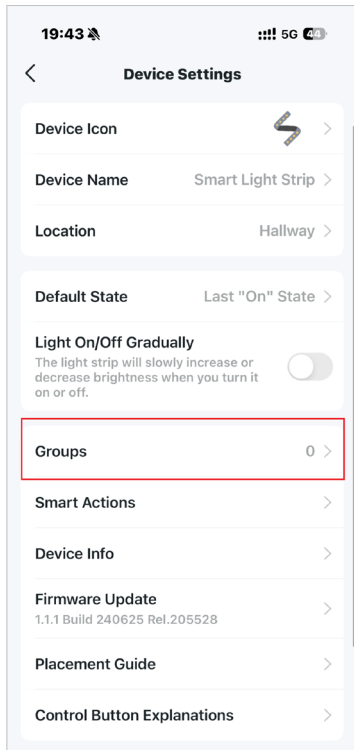 19:43
5G 44
Device Settings
Device Icon
Device Name Smart Light Strip
Location Hallway
Default State Last "On" State
Light On/Off Gradually
The light strip will slowly increase or
decrease brightness when you turn it
on or off.
Groups 0
Smart Actions
Device Info
Firmware Update
1.1.1 Build 240625 Rel.205528
Placement Guide
Control Button Explanations